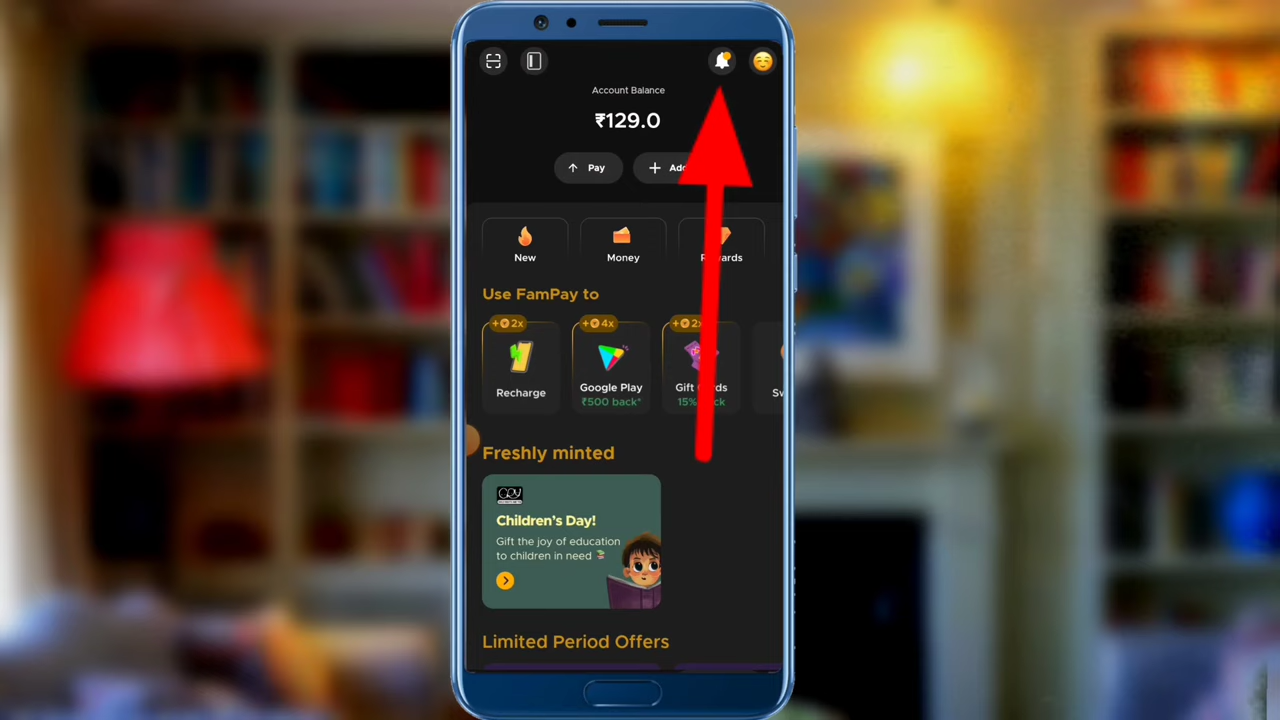 Account Balance
₹129.0
Pay
New
Money
Use FamPay to
+ 2x
+ 4x
+ 2x
Recharge
Google Play
₹500 back*
15%
Freshly minted
Children's Day!
Gift the joy of education
to children in need
Limited Period Offers